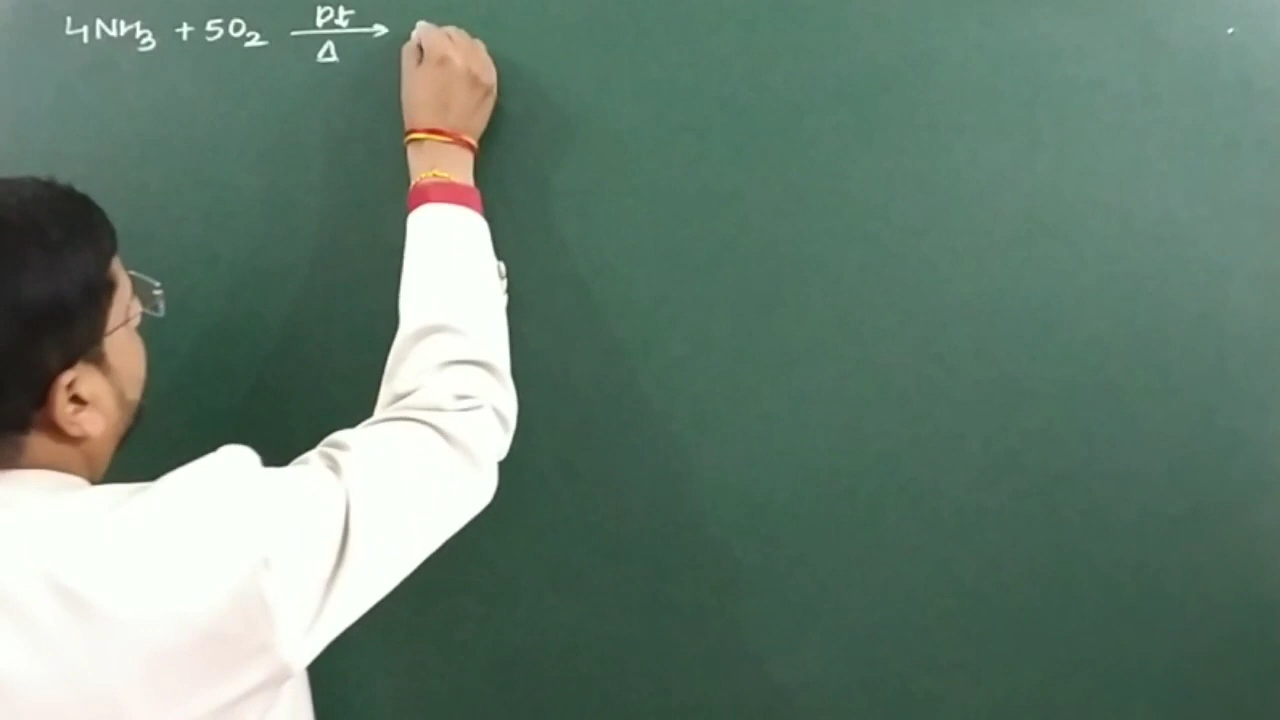 4NH₃ + 5O₂ —Pt/Δ→